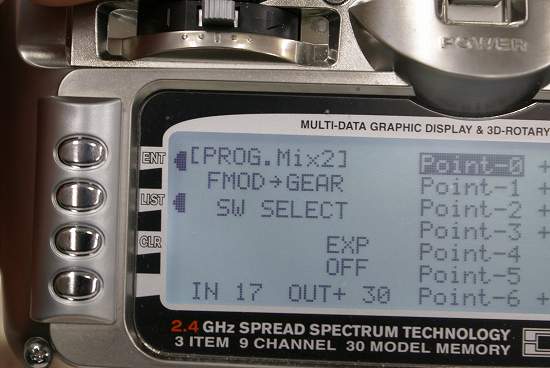 POWER
MULTI-DATA GRAPHIC DISPLAY & 3D-ROTARY
ENT
LIST
CLR
[PROG.Mix2]
FMOD→GEAR
SW SELECT
EXP
OFF
IN 17 OUT+ 30
Point-0 +
Point-1 +
Point-2 +
Point-3 +
Point-4
Point-5
Point-6 +
2.4 GHz SPREAD SPECTRUM TECHNOLOGY
3 ITEM 9 CHANNEL 30 MODEL MEMORY